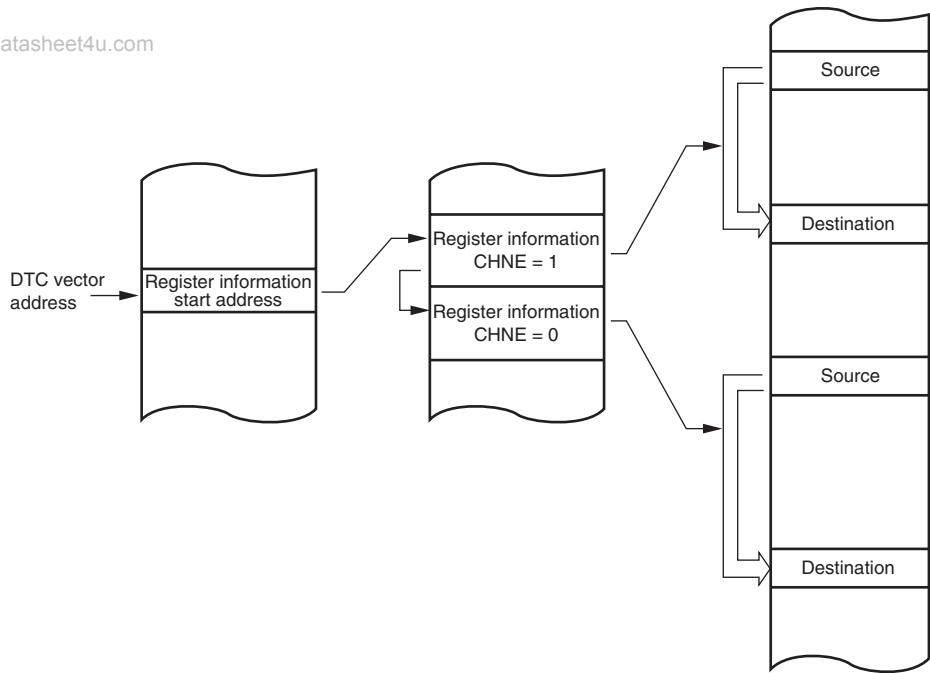 atasheet4u.com
Source
Destination
DTC vector
address
Register information
start address
Register information
CHNE = 1
Register information
CHNE = 0
Source
Destination